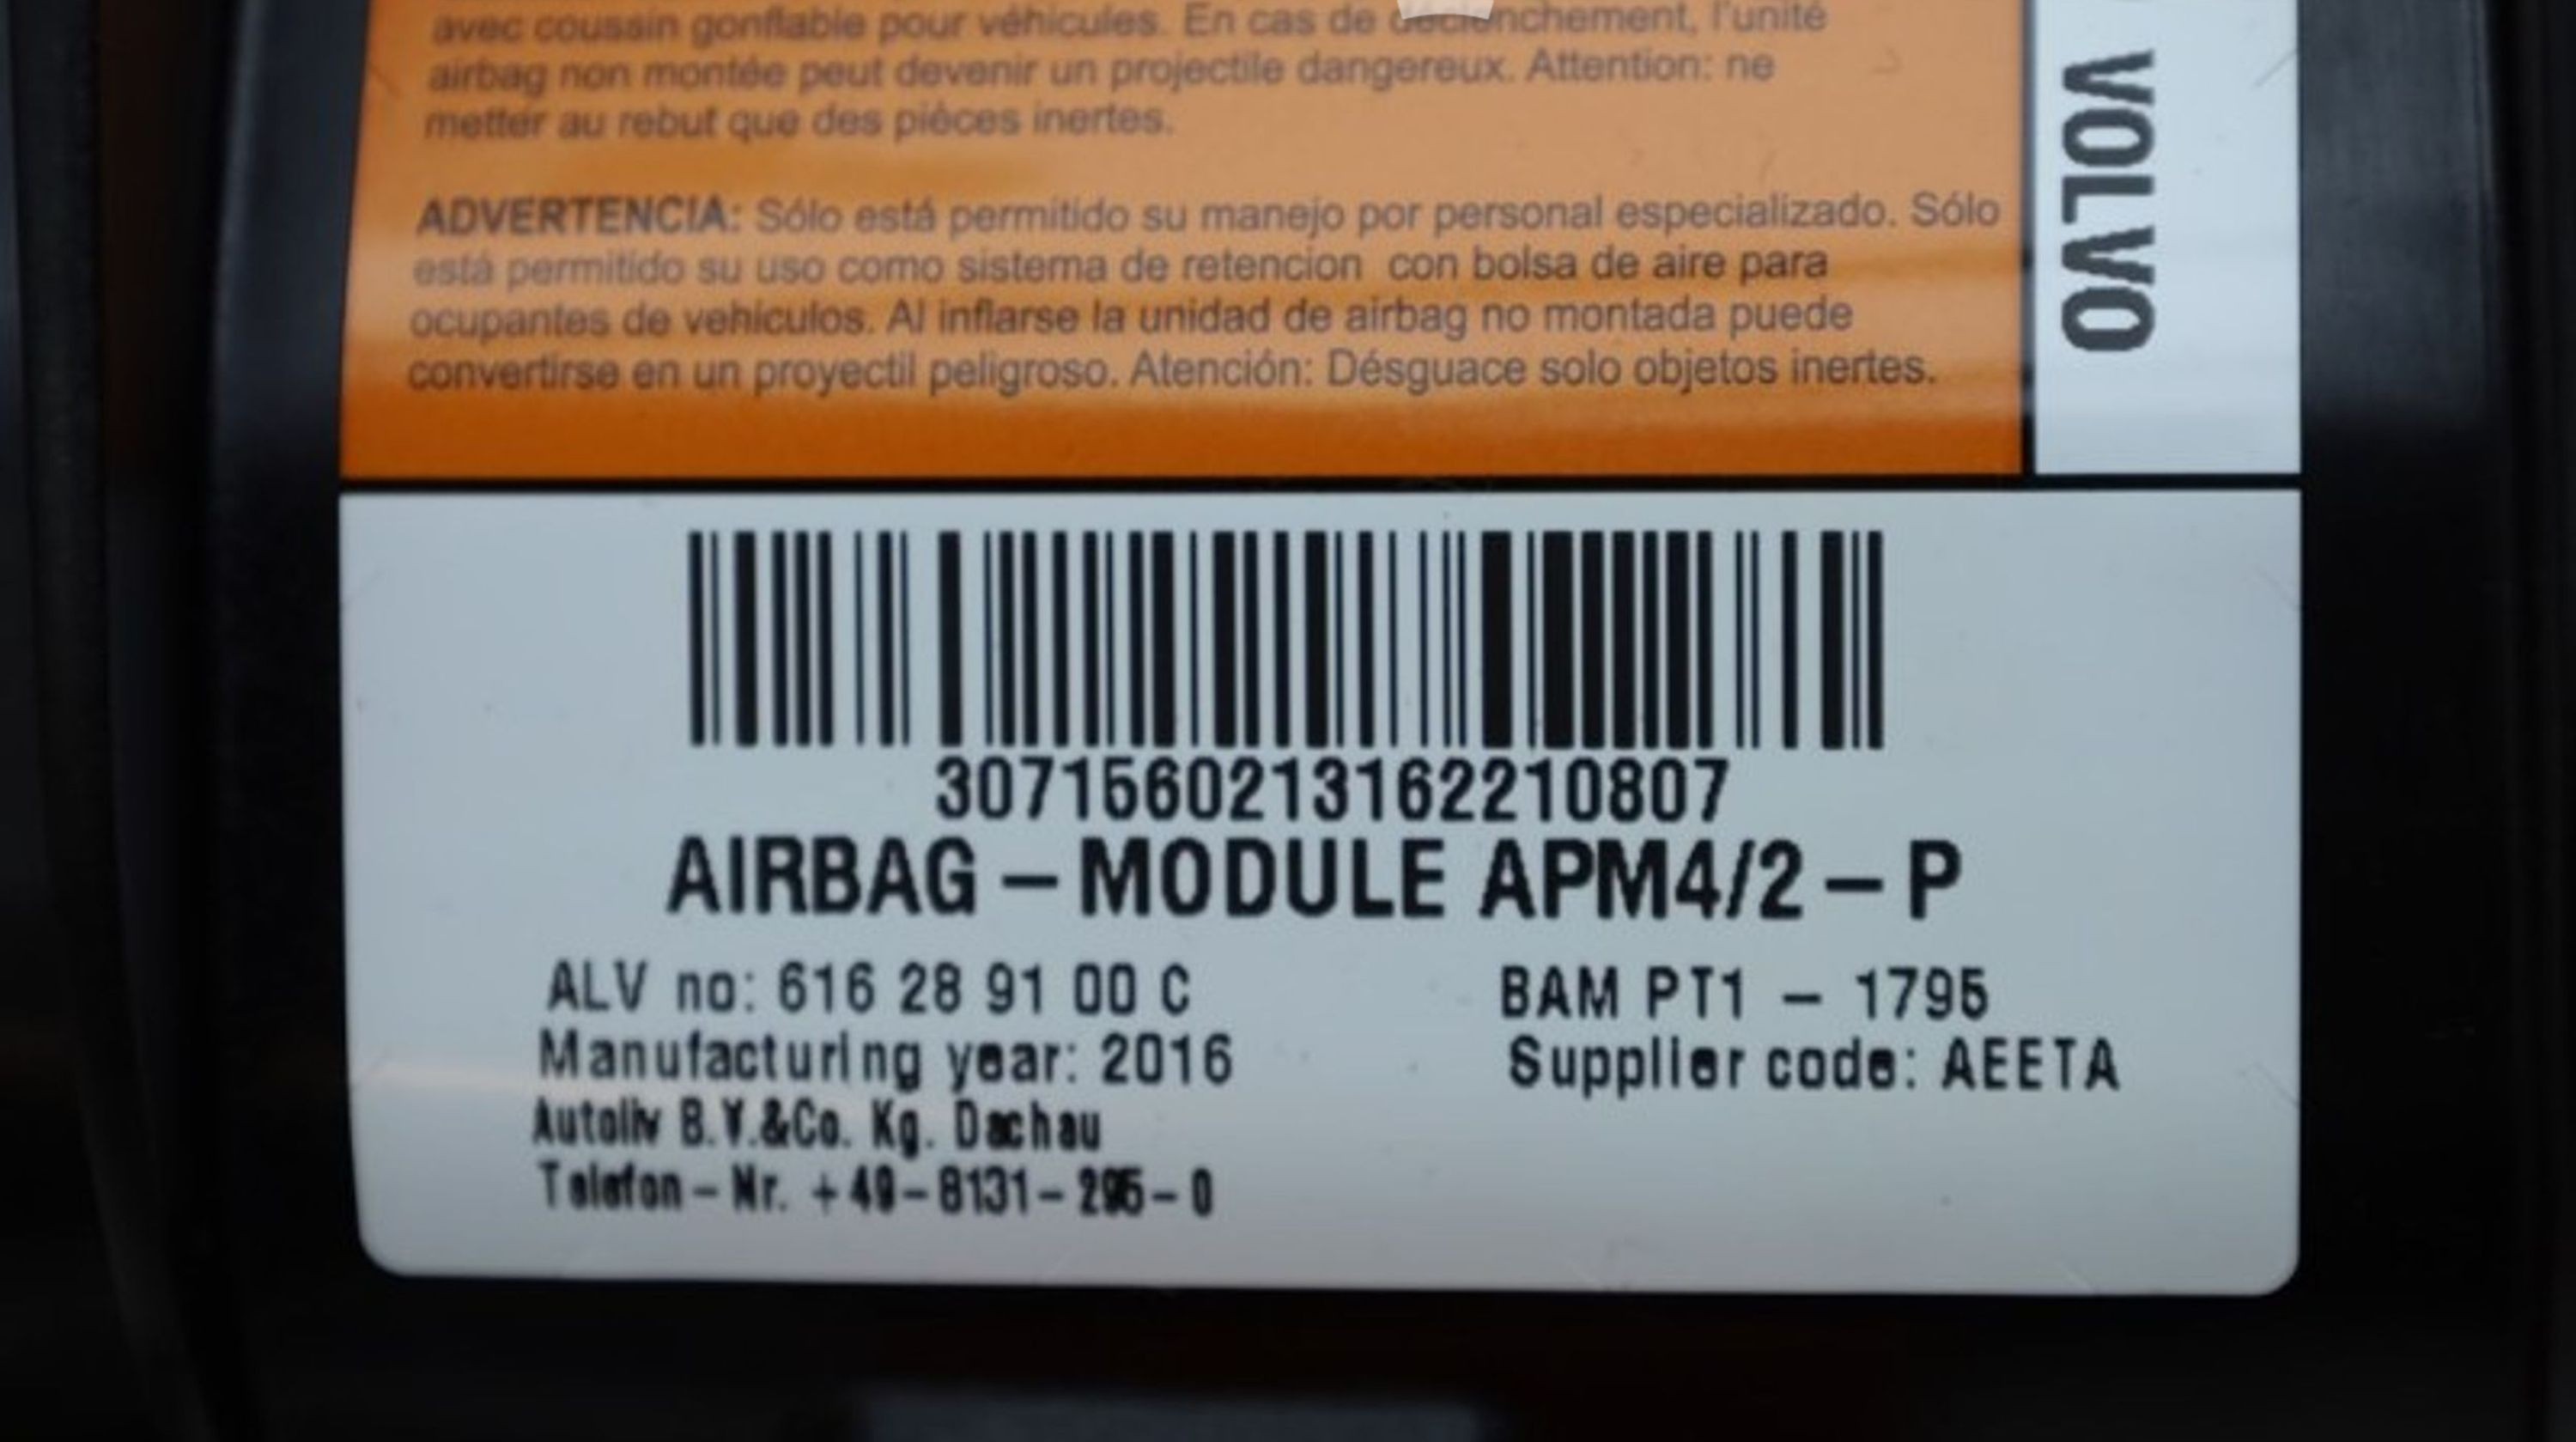 avec coussin gonflable pour véhicules. En cas de déclenchement, l'unité
airbag non montée peut devenir un projectile dangereux. Attention: ne
metter au rebut que des pièces inertes.
ADVERTENCIA: Sólo está permitido su manejo por personal especializado. Sólo
está permitido su uso como sistema de retencion con bolsa de aire para
ocupantes de vehiculos. Al inflarse la unidad de airbag no montada puede
convertirse en un proyectil peligroso. Atención: Désguace solo objetos inertes.
VOLVO
3071560213162210807
AIRBAG – MODULE APM4/2 – P
ALV no: 616 28 91 00 C
BAM PT1 – 1795
Manufacturing year: 2016
Supplier code: AEETA
Autoliv B.V.&Co. Kg. Dachau
Telefon – Nr. +49–8131–295–0